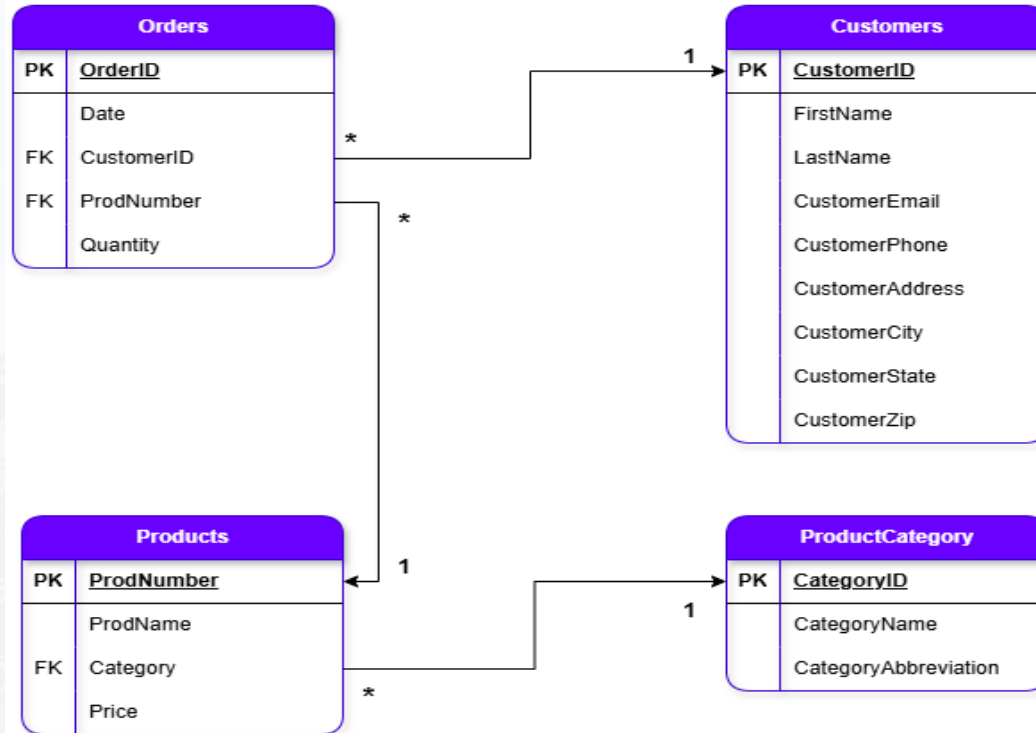 Orders
PK OrderID
Date
FK CustomerID
FK ProdNumber
Quantity
*
*
1
Customers
PK CustomerID
FirstName
LastName
CustomerEmail
CustomerPhone
CustomerAddress
CustomerCity
CustomerState
CustomerZip
Products
PK ProdNumber
ProdName
FK Category
Price
1
*
1
ProductCategory
PK CategoryID
CategoryName
CategoryAbbreviation